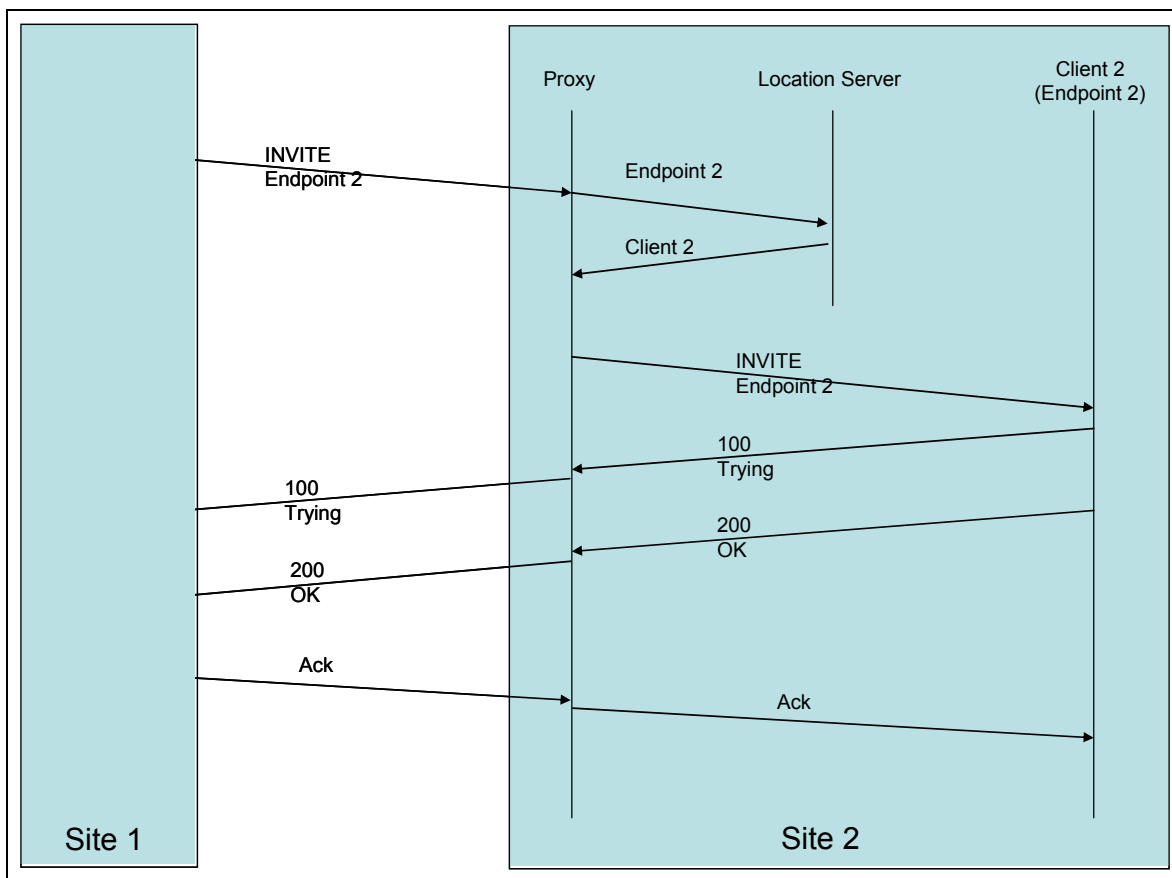 Proxy
Location Server
Client 2
(Endpoint 2)
INVITE
Endpoint 2
Endpoint 2
Client 2
INVITE
Endpoint 2
100
Trying
100
Trying
200
OK
200
OK
Ack
Ack
Site 1
Site 2